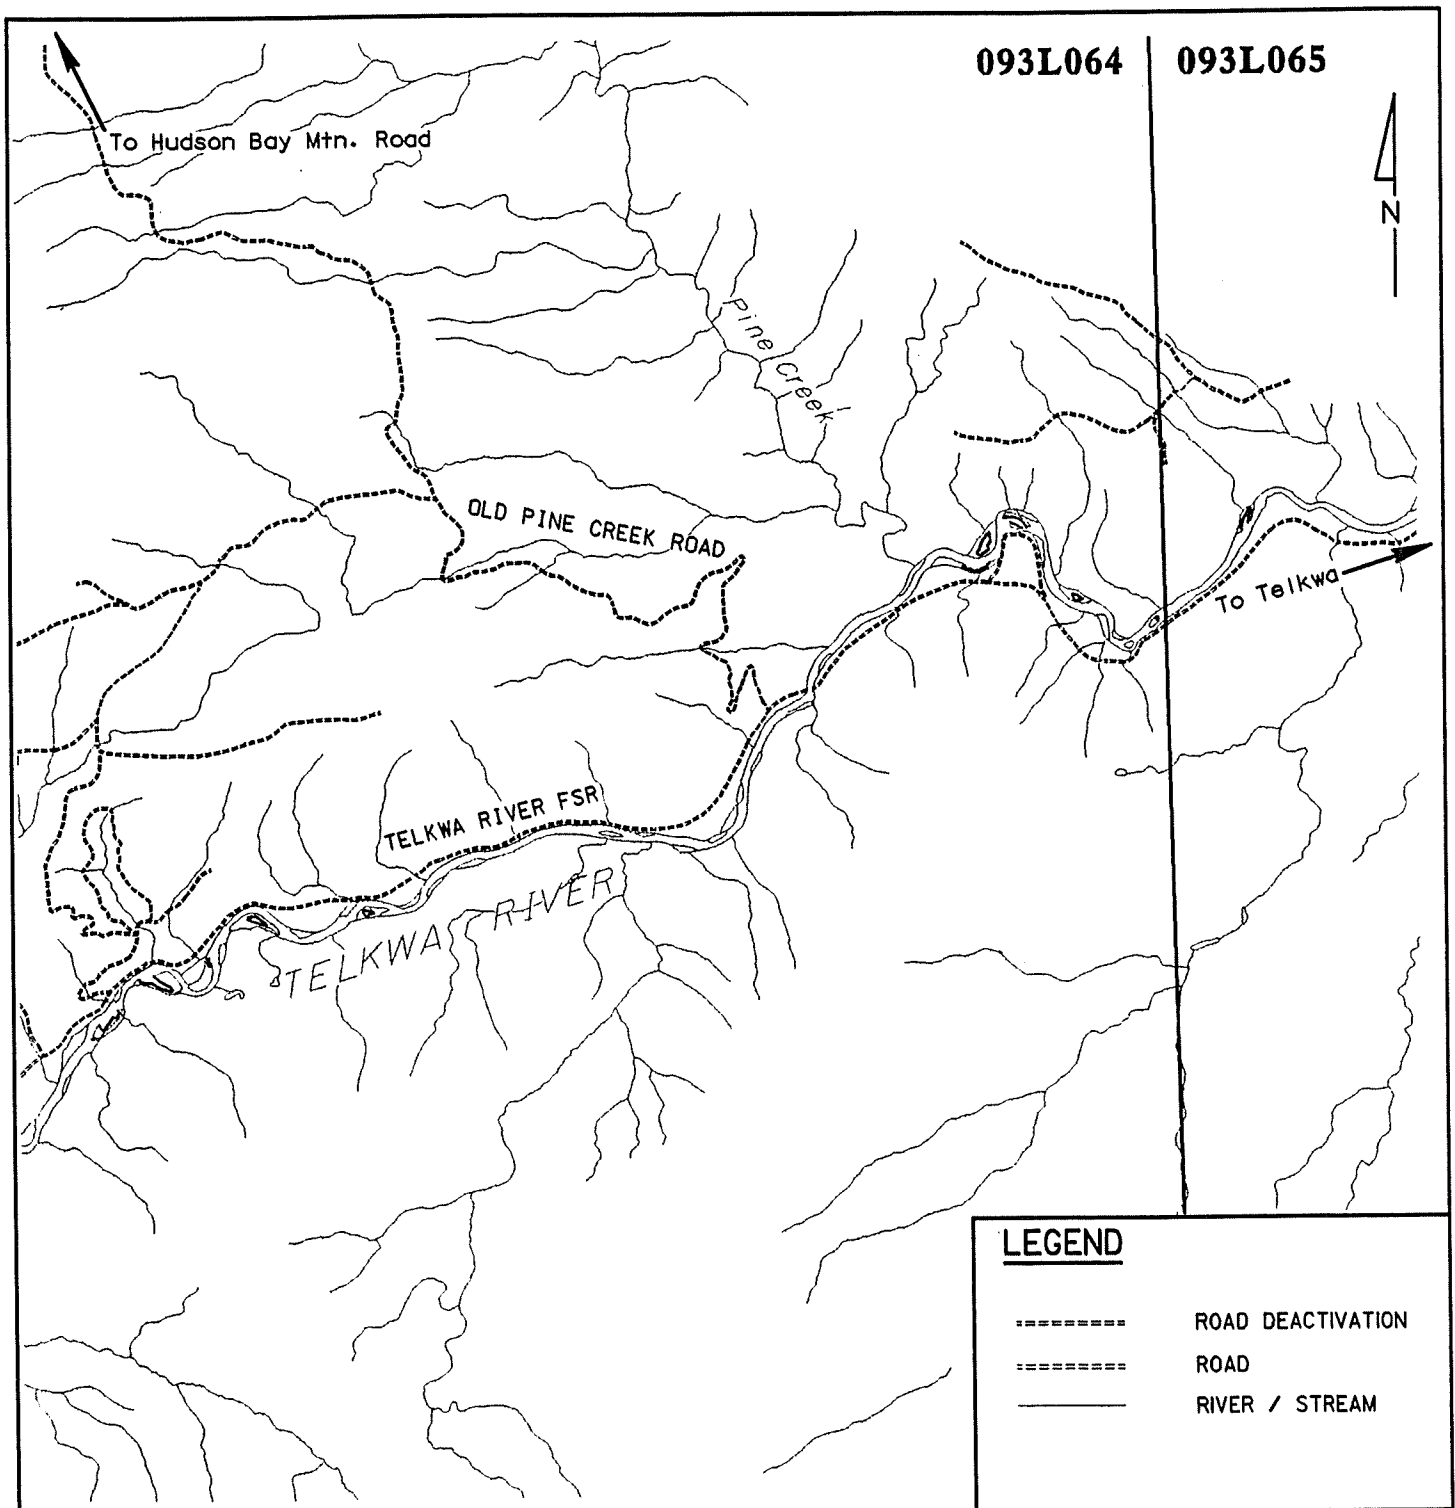 093L064
093L065
To Hudson Bay Mtn. Road
N
Pine Creek
OLD PINE CREEK ROAD
To Telkwa
TELKWA RIVER FSR
TELKWA RIVER
LEGEND
ROAD DEACTIVATION
ROAD
RIVER / STREAM